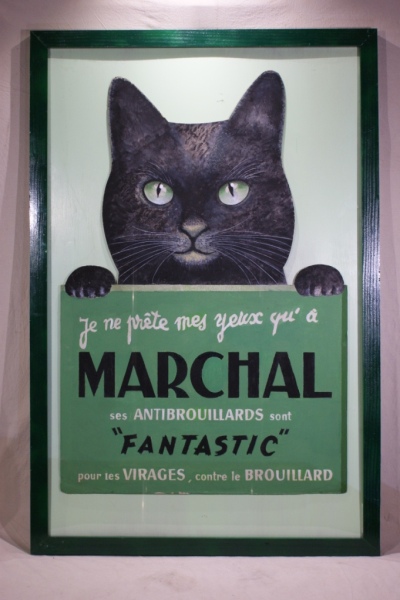 Je ne prête mes yeux qu'à
MARCHAL
ses ANTIBROUILLARDS sont
"FANTASTIC"
pour les VIRAGES, contre le BROUILLARD